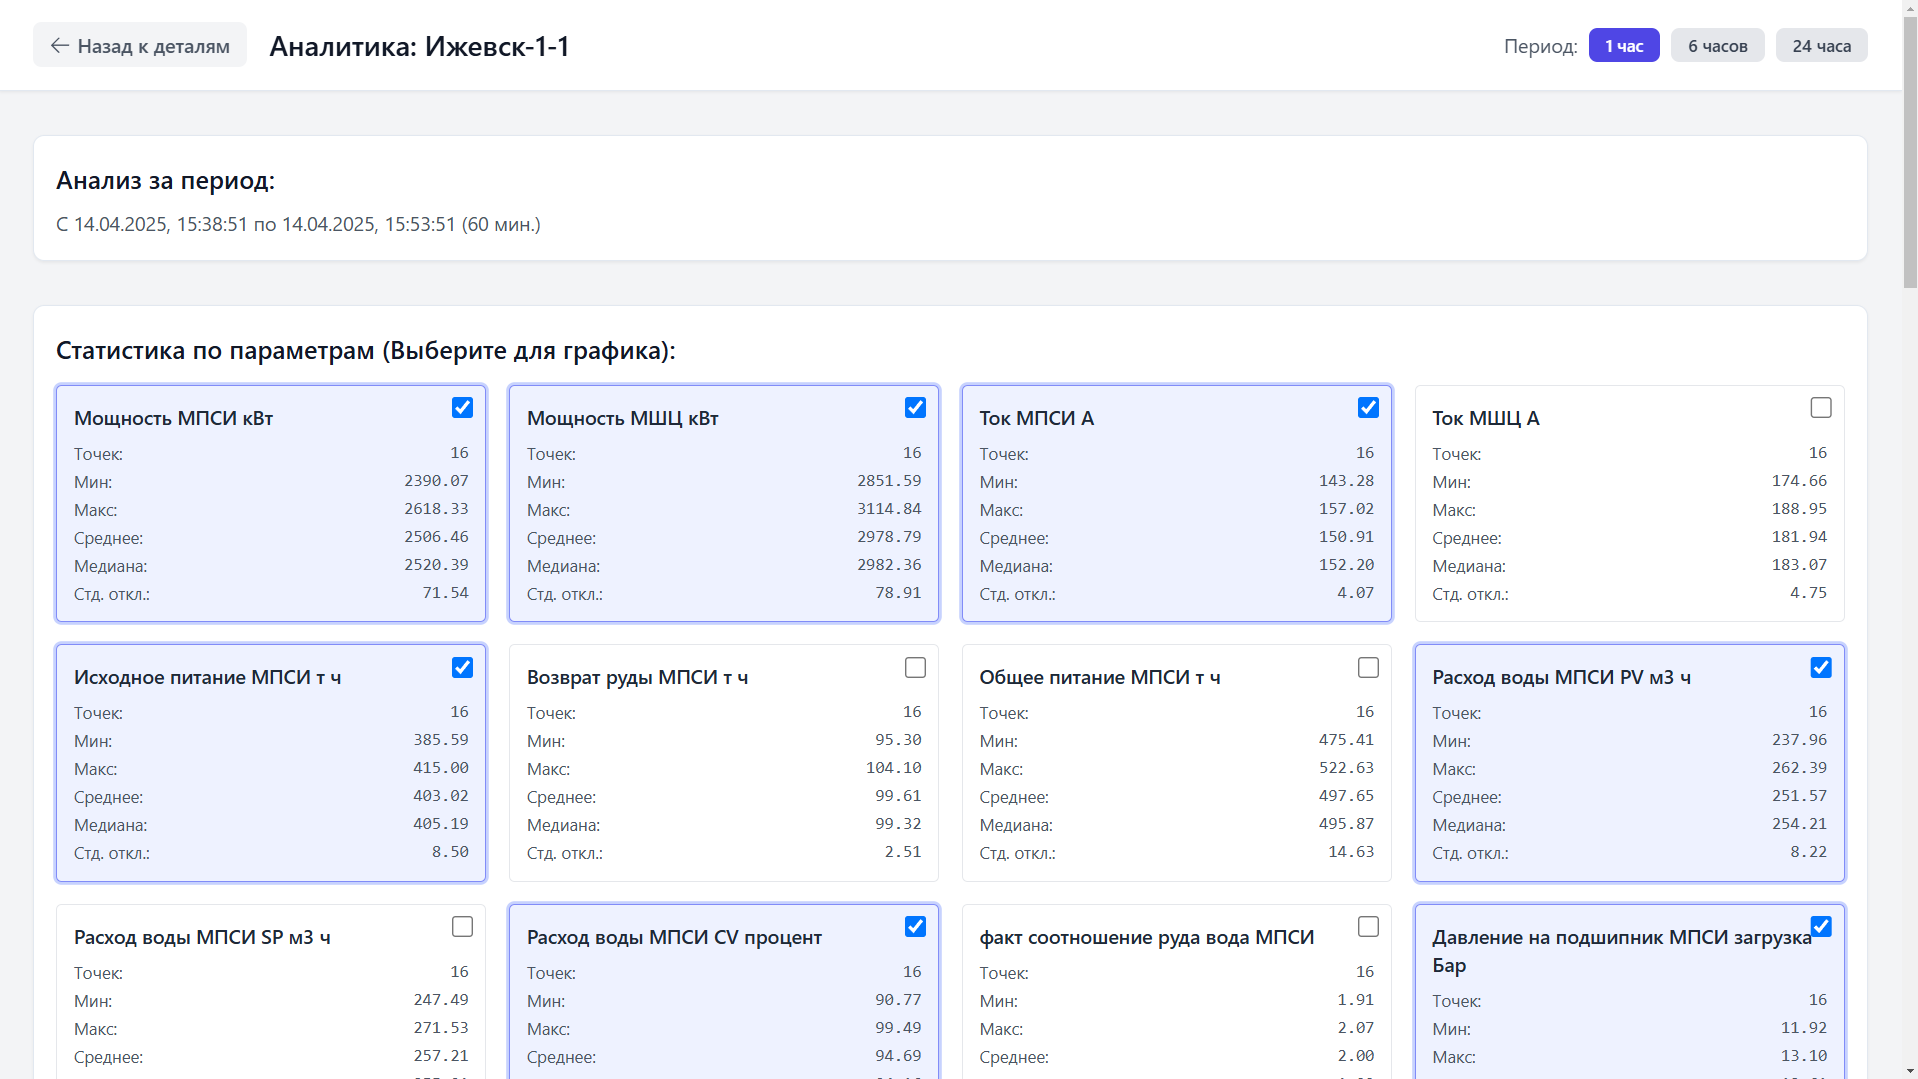 Назад к деталям
Аналитика: Ижевск-1-1
Период: 1 час 6 часов 24 часа
Анализ за период:
С 14.04.2025, 15:38:51 по 14.04.2025, 15:53:51 (60 мин.)
Статистика по параметрам (Выберите для графика):
Мощность МПСИ кВт
Точек: 16
Мин: 2390.07
Макс: 2618.33
Среднее: 2506.46
Медиана: 2520.39
Стд. откл.: 71.54
Мощность МШЦ кВт
Точек: 16
Мин: 2851.59
Макс: 3114.84
Среднее: 2978.79
Медиана: 2982.36
Стд. откл.: 78.91
Ток МПСИ А
Точек: 16
Мин: 143.28
Макс: 157.02
Среднее: 150.91
Медиана: 152.20
Стд. откл.: 4.07
Ток МШЦ А
Точек: 16
Мин: 174.66
Макс: 188.95
Среднее: 181.94
Медиана: 183.07
Стд. откл.: 4.75
Исходное питание МПСИ т ч
Точек: 16
Мин: 385.59
Макс: 415.00
Среднее: 403.02
Медиана: 405.19
Стд. откл.: 8.50
Возврат руды МПСИ т ч
Точек: 16
Мин: 95.30
Макс: 104.10
Среднее: 99.61
Медиана: 99.32
Стд. откл.: 2.51
Общее питание МПСИ т ч
Точек: 16
Мин: 475.41
Макс: 522.63
Среднее: 497.65
Медиана: 495.87
Стд. откл.: 14.63
Расход воды МПСИ PV м3 ч
Точек: 16
Мин: 237.96
Макс: 262.39
Среднее: 251.57
Медиана: 254.21
Стд. откл.: 8.22
Расход воды МПСИ SP м3 ч
Точек: 16
Мин: 247.49
Макс: 271.53
Среднее: 257.21
Расход воды МПСИ CV процент
Точек: 16
Мин: 90.77
Макс: 99.49
Среднее: 94.69
факт соотношение руда вода МПСИ
Точек: 16
Мин: 1.91
Макс: 2.07
Среднее: 2.00
Давление на подшипник МПСИ загрузка
Бар
Точек: 16
Мин: 11.92
Макс: 13.10